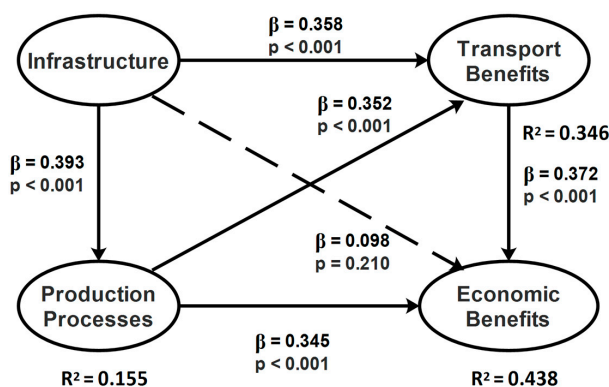 β = 0.358
p < 0.001
Infrastructure
Transport
Benefits
β = 0.352
p < 0.001
R² = 0.346
β = 0.393
p < 0.001
β = 0.372
p < 0.001
β = 0.098
p = 0.210
Production
Processes
Economic
Benefits
β = 0.345
p < 0.001
R² = 0.155
R² = 0.438